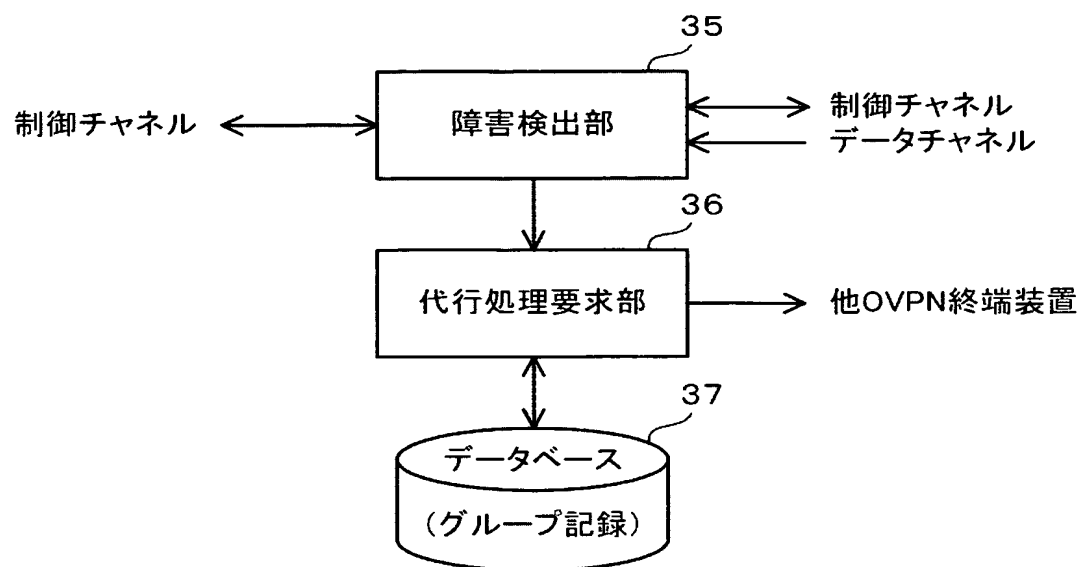 35
制御チャネル
障害検出部
制御チャネル
データチャネル
36
代行処理要求部
他OVPN終端装置
37
データベース
(グループ記録)